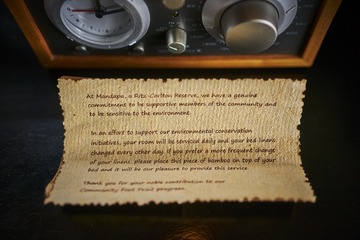 At Mandapa, a Ritz-Carlton Reserve, we have a genuine
commitment to be supportive members of the community and
to be sensitive to the environment.
In an effort to support our environmental conservation
initiatives, your room will be serviced daily and your bed linens
changed every other day. If you prefer a more frequent change
of your linens, please place this piece of bamboo on top of your
bed and it will be our pleasure to provide this service.
Thank you for your noble contribution to our
Community Foot Print program.